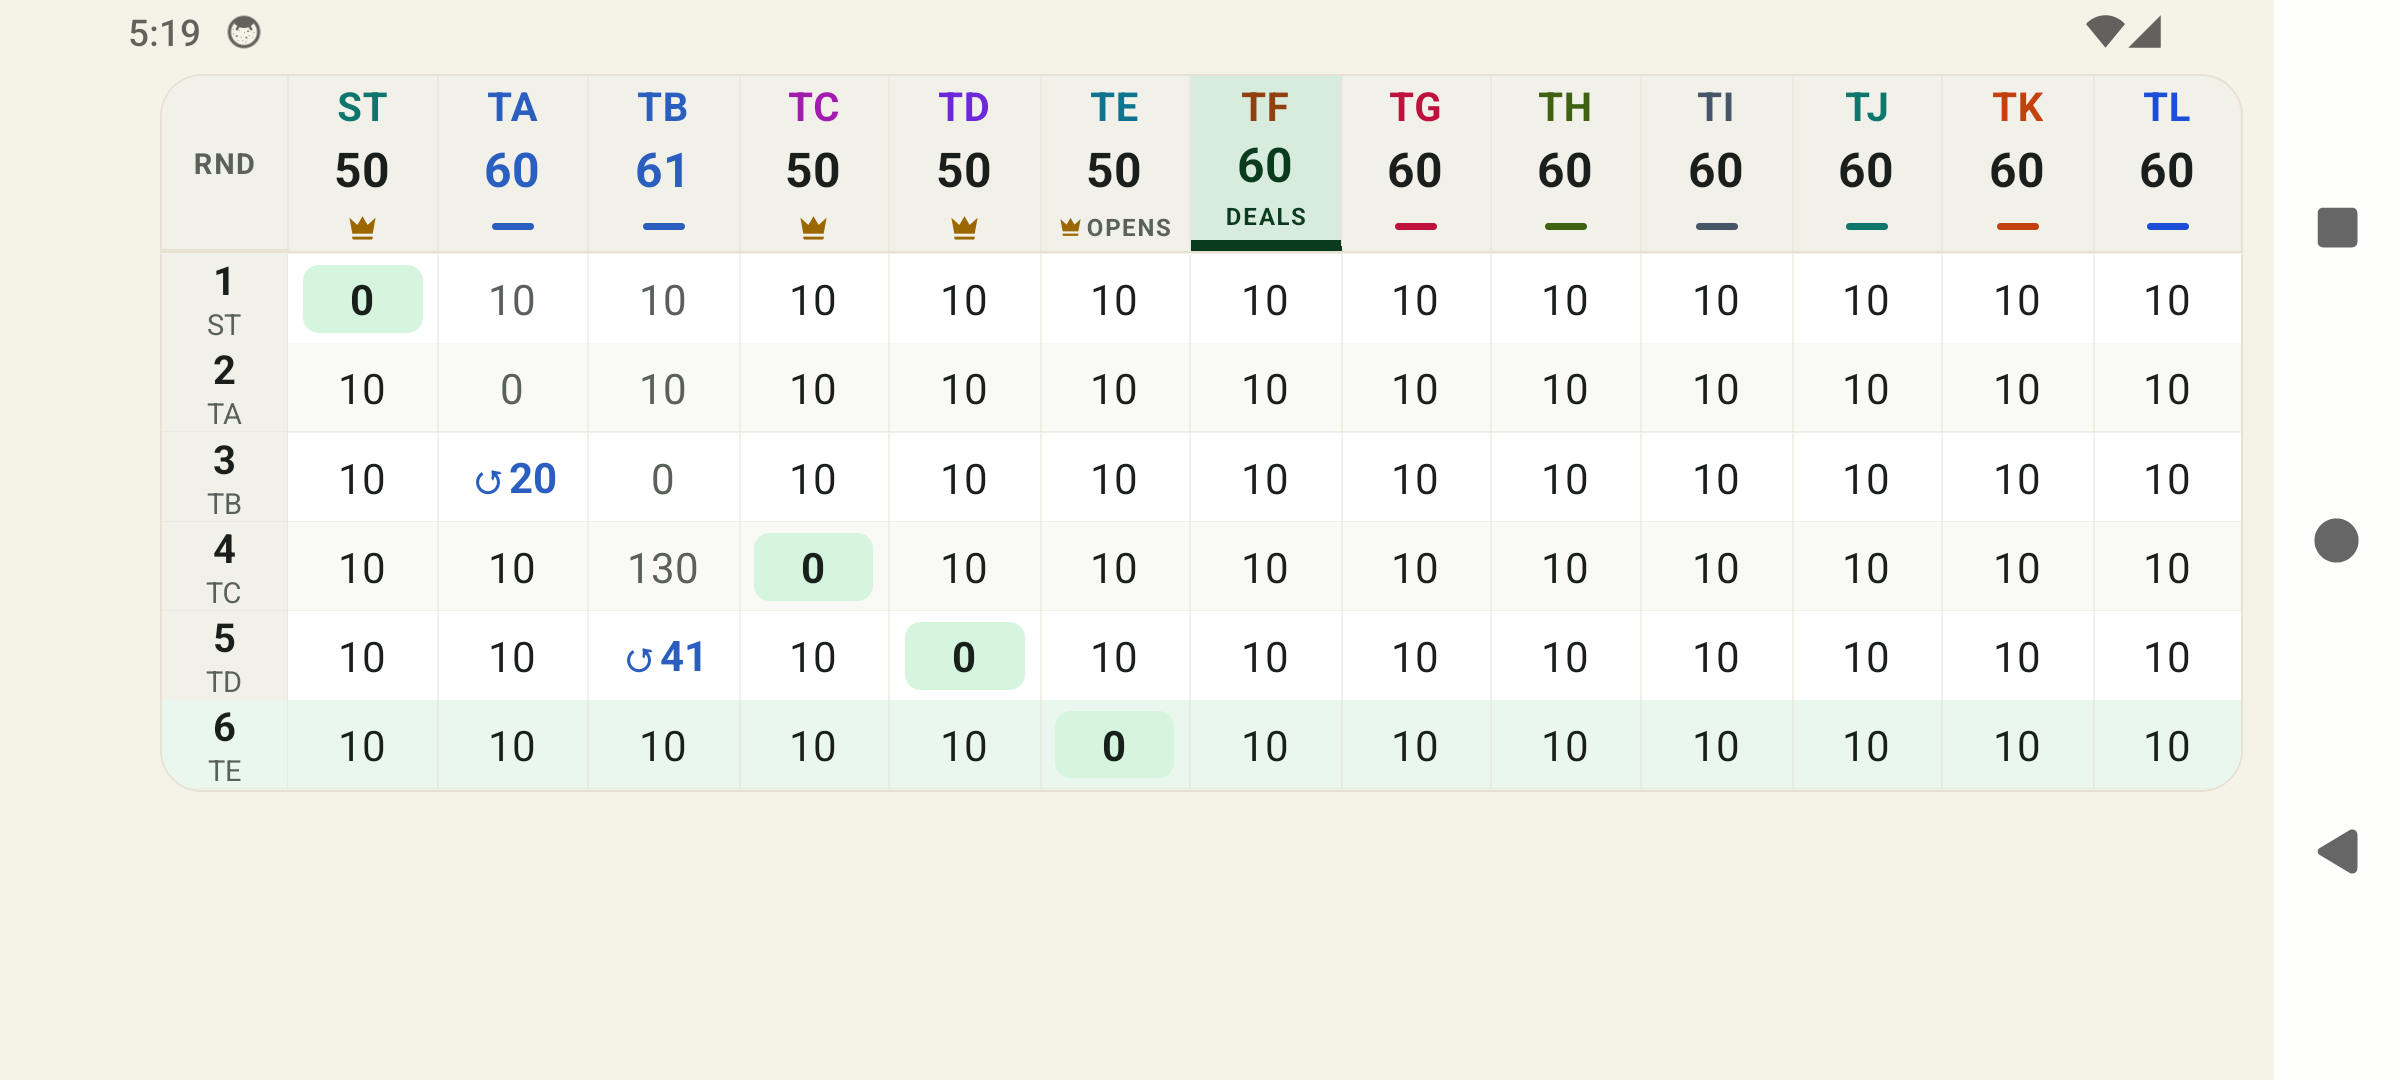 5:19
RND ST TA TB TC TD TE TF TG TH TI TJ TK TL
50 60 61 50 50 50 60 60 60 60 60 60 60
OPENS DEALS
1 ST 0 10 10 10 10 10 10 10 10 10 10 10 10
2 TA 10 0 10 10 10 10 10 10 10 10 10 10 10
3 TB 10 20 0 10 10 10 10 10 10 10 10 10 10
4 TC 10 10 130 0 10 10 10 10 10 10 10 10 10
5 TD 10 10 41 10 0 10 10 10 10 10 10 10 10
6 TE 10 10 10 10 10 0 10 10 10 10 10 10 10